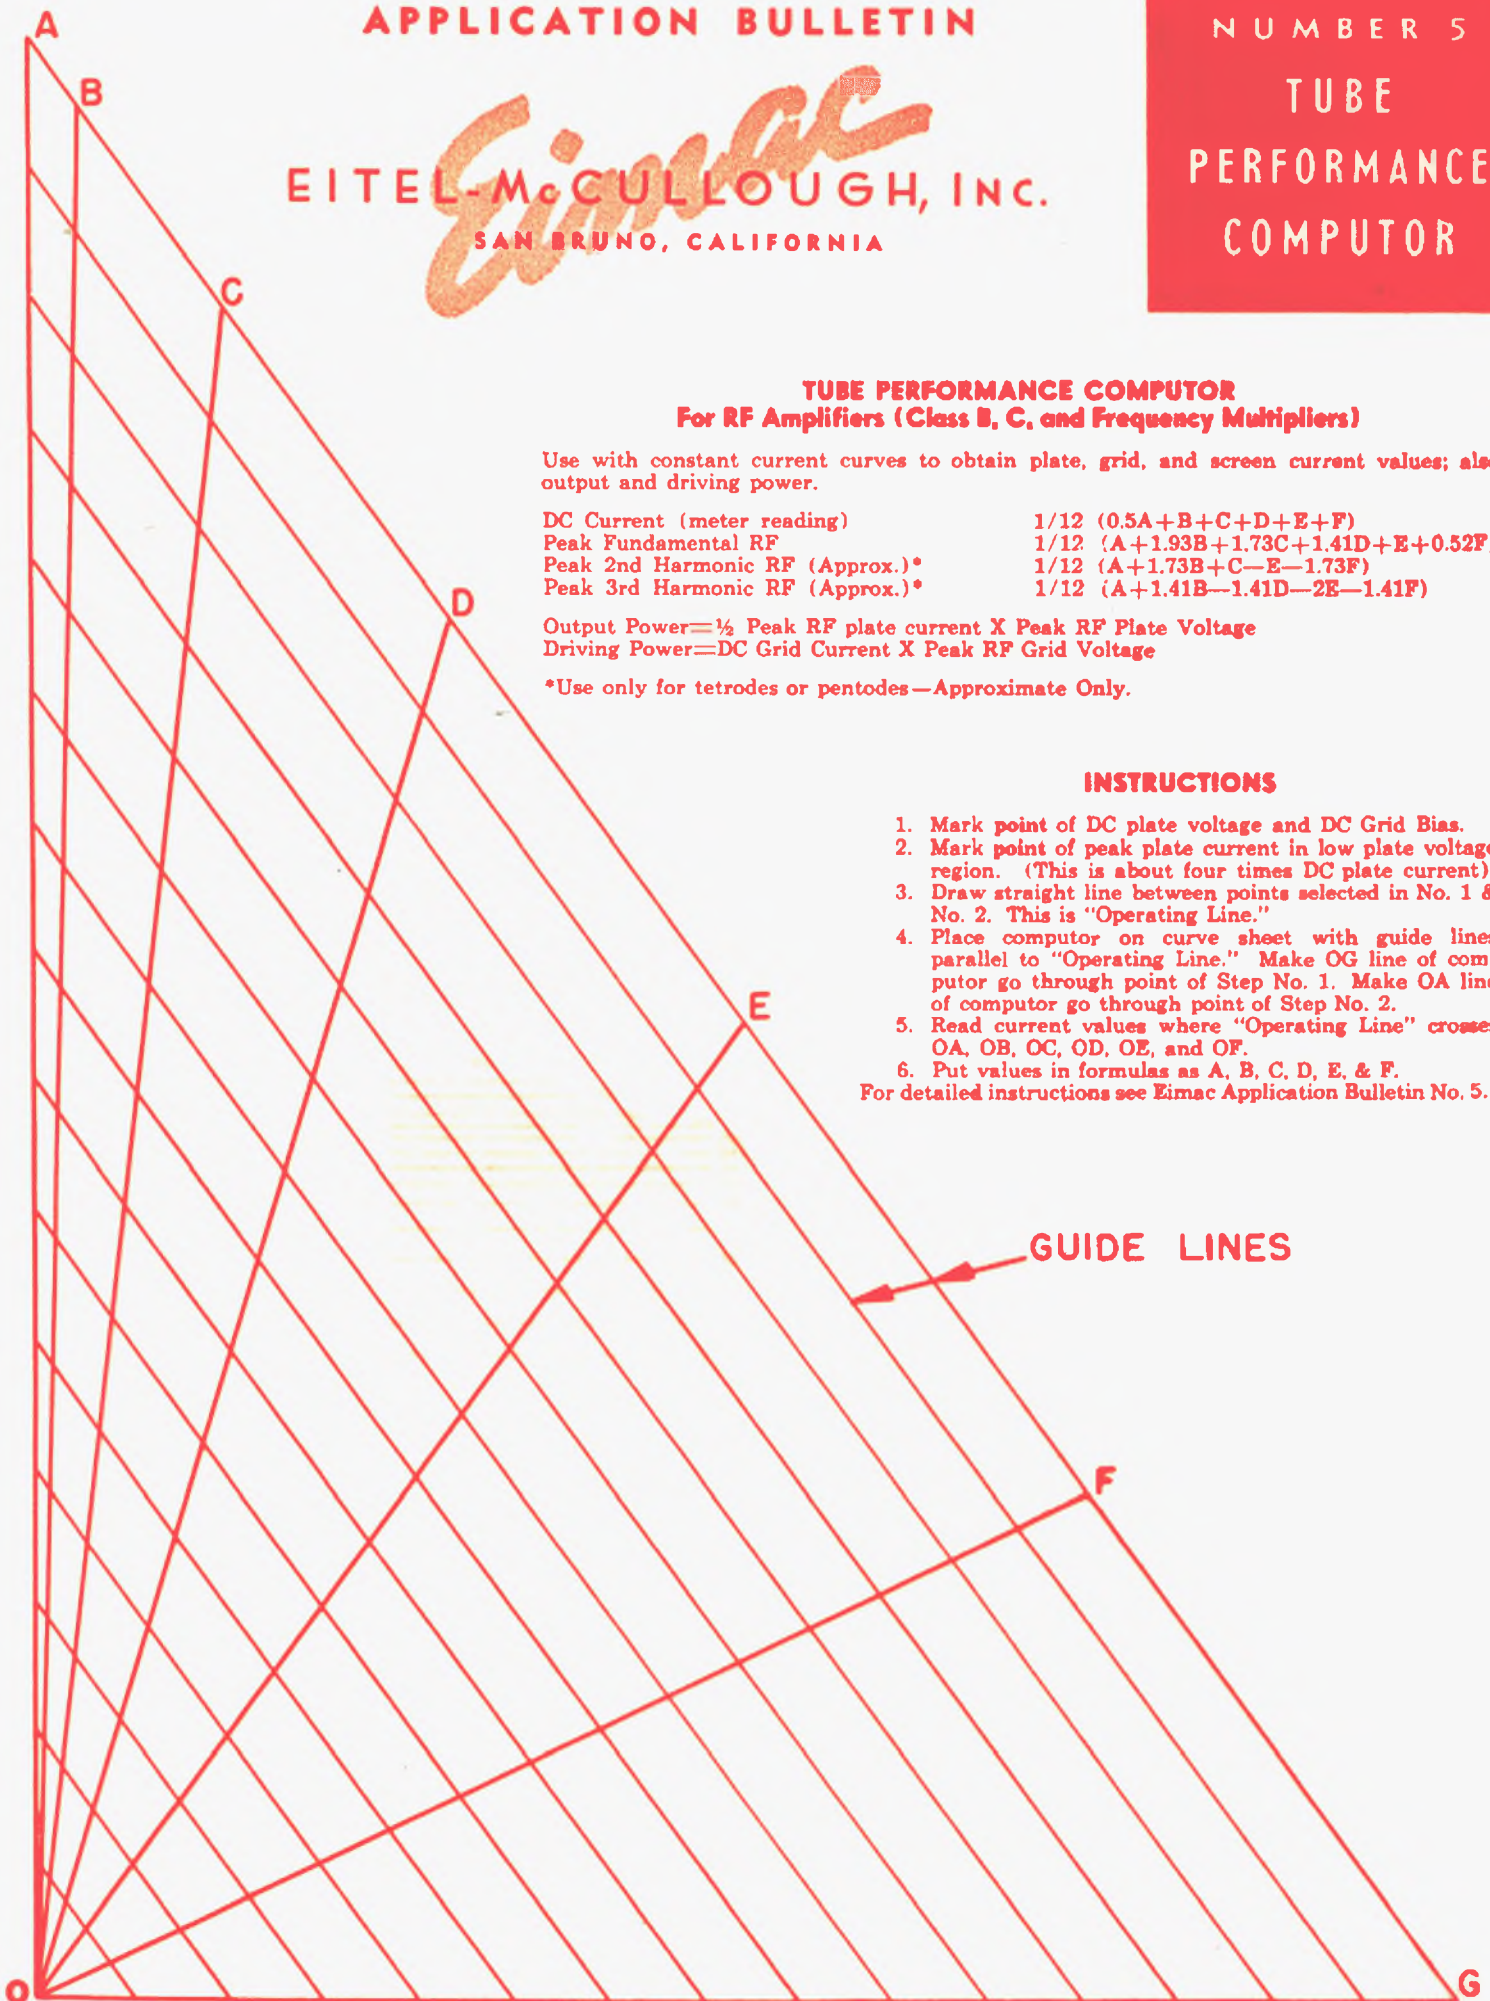 APPLICATION BULLETIN
Eimac
EITEL-McCULLOUGH, INC.
SAN BRUNO, CALIFORNIA
NUMBER 5
TUBE
PERFORMANCE
COMPUTOR
TUBE PERFORMANCE COMPUTOR
For RF Amplifiers (Class B, C, and Frequency Multipliers)
Use with constant current curves to obtain plate, grid, and screen current values; also
output and driving power.
DC Current (meter reading) 1/12 (0.5A+B+C+D+E+F)
Peak Fundamental RF 1/12 (A+1.93B+1.73C+1.41D+E+0.52F
Peak 2nd Harmonic RF (Approx.)* 1/12 (A+1.73B+C—E—1.73F)
Peak 3rd Harmonic RF (Approx.)* 1/12 (A+1.41B—1.41D—2E—1.41F)
Output Power=½ Peak RF plate current X Peak RF Plate Voltage
Driving Power=DC Grid Current X Peak RF Grid Voltage
*Use only for tetrodes or pentodes—Approximate Only.
INSTRUCTIONS
1. Mark point of DC plate voltage and DC Grid Bias.
2. Mark point of peak plate current in low plate voltage
region. (This is about four times DC plate current)
3. Draw straight line between points selected in No. 1 &
No. 2. This is "Operating Line."
4. Place computor on curve sheet with guide lines
parallel to "Operating Line." Make OG line of com
putor go through point of Step No. 1. Make OA line
of computor go through point of Step No. 2.
5. Read current values where "Operating Line" crosses
OA, OB, OC, OD, OE, and OF.
6. Put values in formulas as A, B, C, D, E, & F.
For detailed instructions see Eimac Application Bulletin No. 5.
GUIDE LINES
A
B
C
D
E
F
G
O